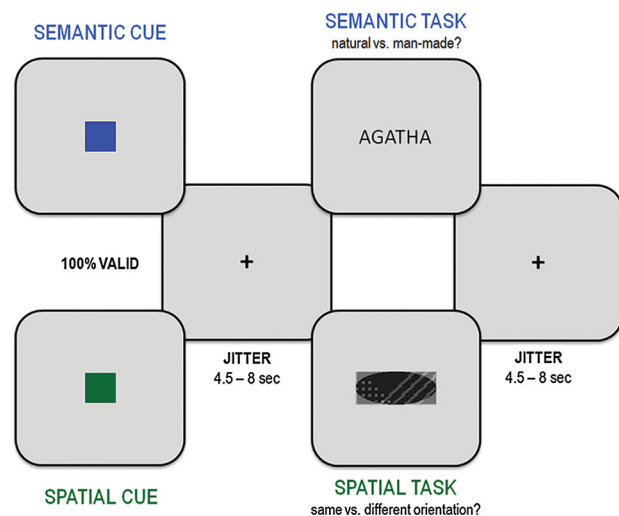 SEMANTIC CUE
SEMANTIC TASK
natural vs. man-made?
AGATHA
100% VALID
+
+
JITTER
4.5 – 8 sec
JITTER
4.5 – 8 sec
SPATIAL CUE
SPATIAL TASK
same vs. different orientation?